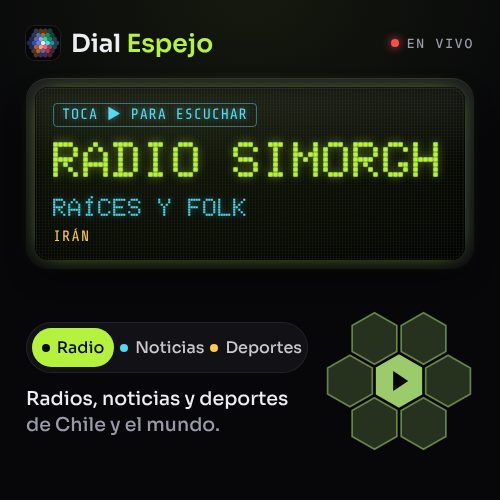 Dial Espejo
EN VIVO
TOCA ▶ PARA ESCUCHAR
RADIO SIMORGH
RAÍCES Y FOLK
IRÁN
Radio Noticias Deportes
Radios, noticias y deportes
de Chile y el mundo.